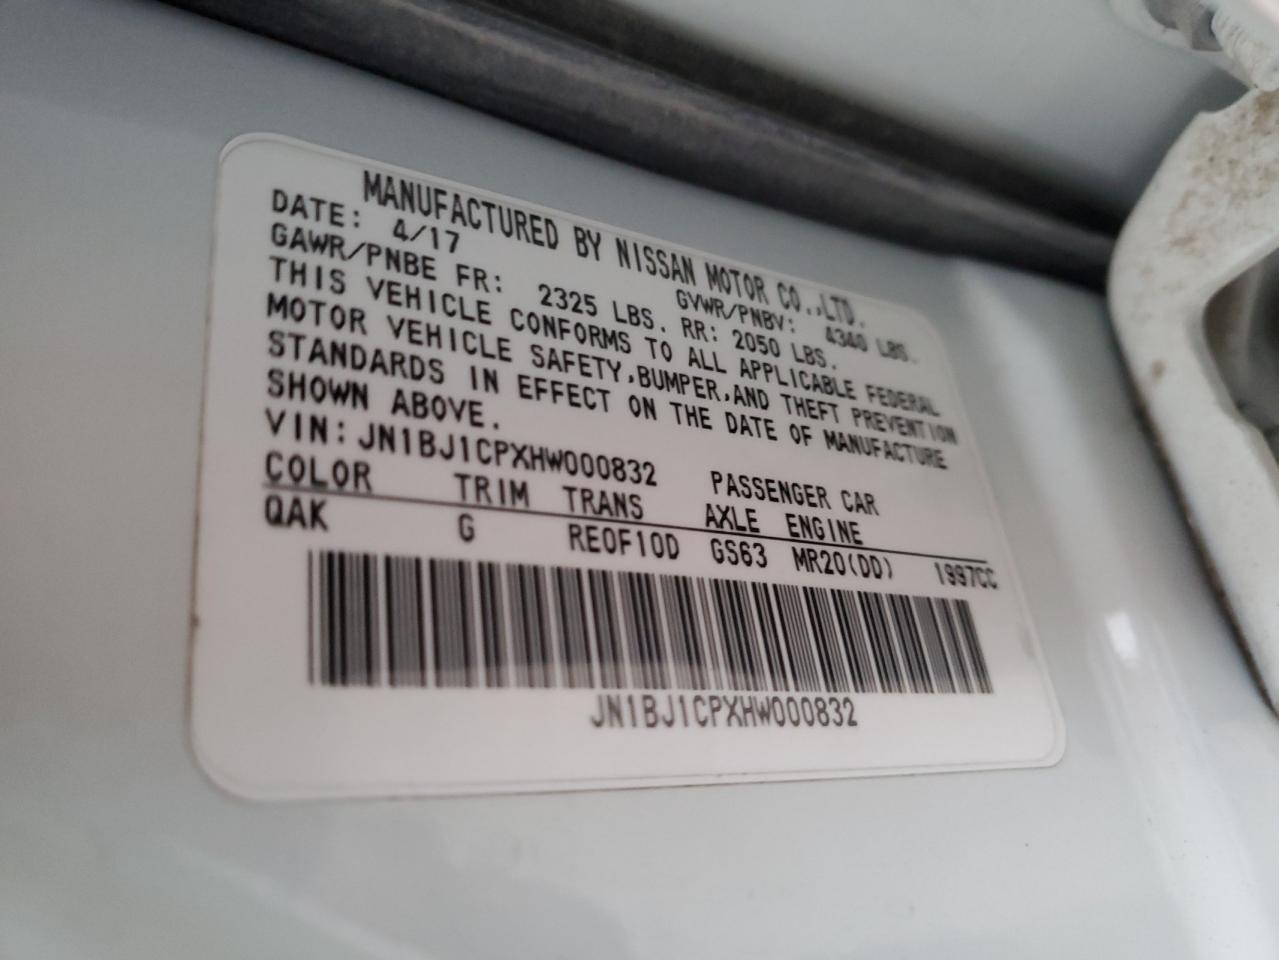 MANUFACTURED BY NISSAN MOTOR CO.,LTD.
DATE: 4/17 GVWR/PNBV: 4340 LBS.
GAWR/PNBE FR: 2325 LBS. RR: 2050 LBS.
THIS VEHICLE CONFORMS TO ALL APPLICABLE FEDERAL
MOTOR VEHICLE SAFETY,BUMPER,AND THEFT PREVENTION
STANDARDS IN EFFECT ON THE DATE OF MANUFACTURE
SHOWN ABOVE.
VIN: JN1BJ1CPXHW000832 PASSENGER CAR
COLOR TRIM TRANS AXLE ENGINE
QAK G RE0F10D GS63 MR20(DD) 1997CC
JN1BJ1CPXHW000832